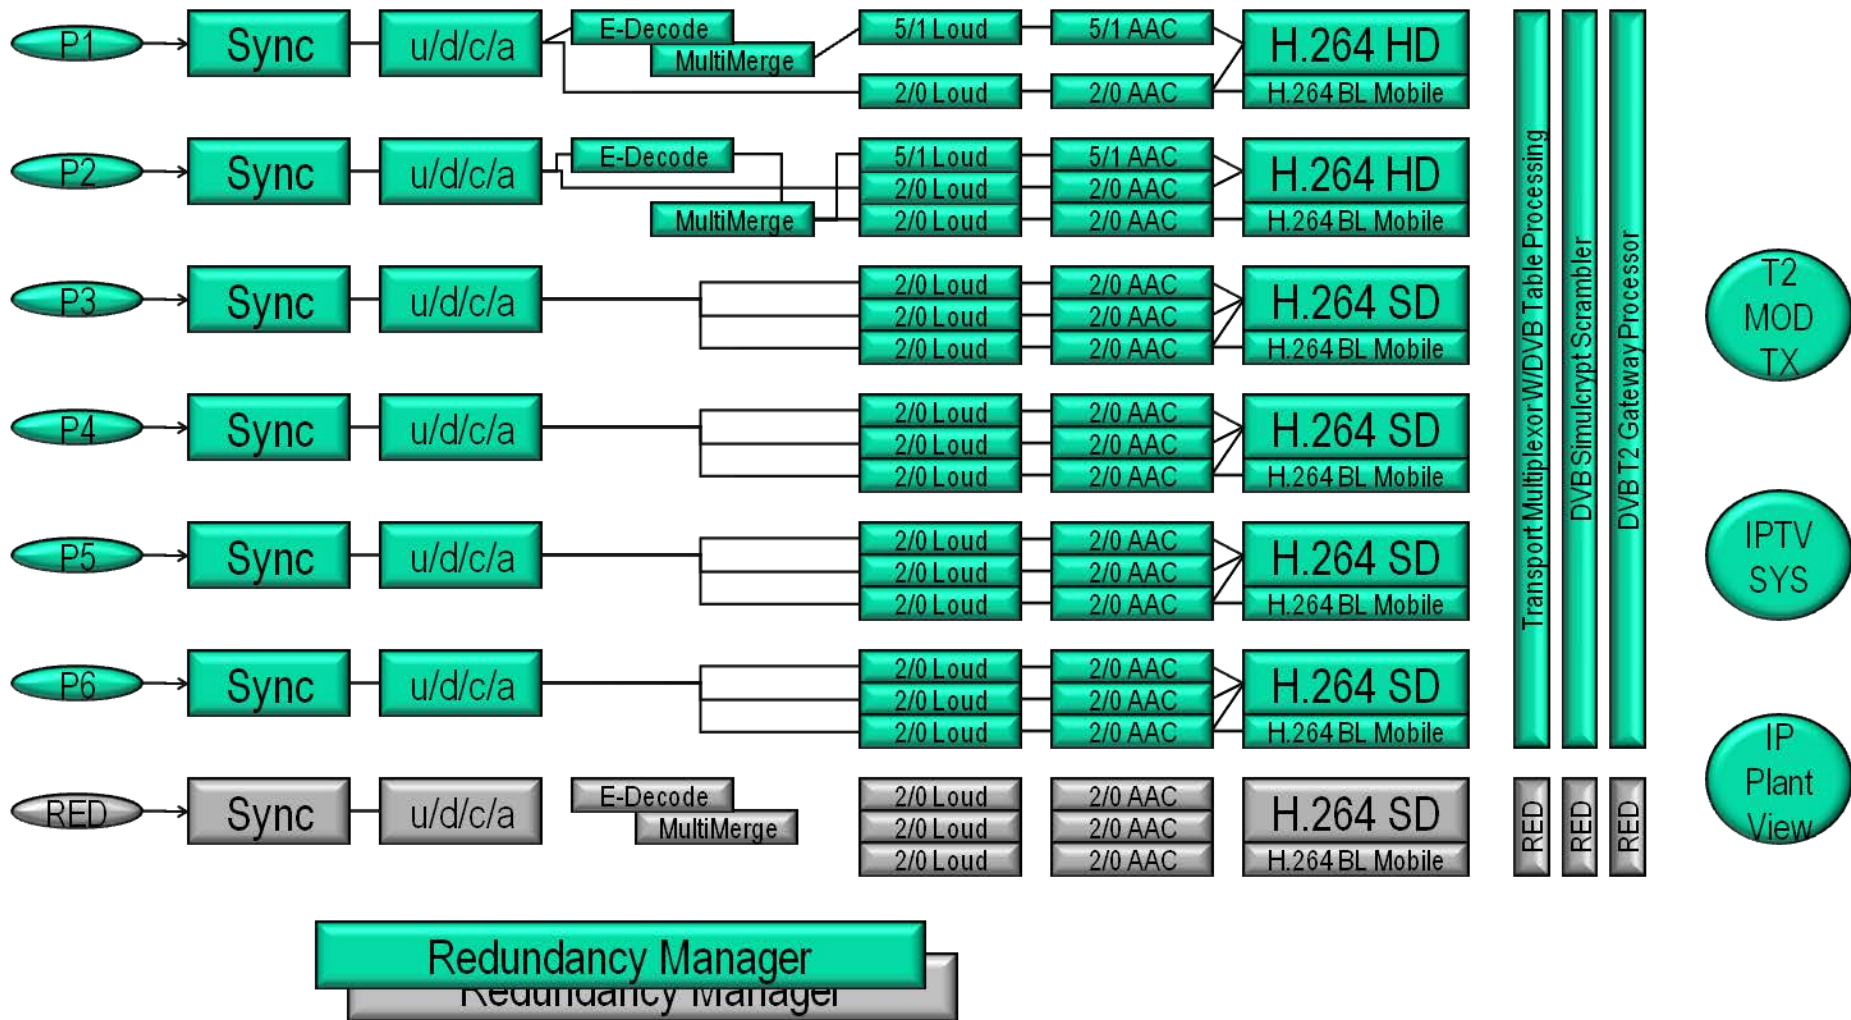 P1
Sync
u/d/c/a
E-Decode
MultiMerge
5/1 Loud
5/1 AAC
2/0 Loud
2/0 AAC
H.264 HD
H.264 BL Mobile
P2
Sync
u/d/c/a
E-Decode
MultiMerge
5/1 Loud
5/1 AAC
2/0 Loud
2/0 AAC
2/0 Loud
2/0 AAC
H.264 HD
H.264 BL Mobile
P3
Sync
u/d/c/a
2/0 Loud
2/0 AAC
2/0 Loud
2/0 AAC
2/0 Loud
2/0 AAC
H.264 SD
H.264 BL Mobile
P4
Sync
u/d/c/a
2/0 Loud
2/0 AAC
2/0 Loud
2/0 AAC
2/0 Loud
2/0 AAC
H.264 SD
H.264 BL Mobile
P5
Sync
u/d/c/a
2/0 Loud
2/0 AAC
2/0 Loud
2/0 AAC
2/0 Loud
2/0 AAC
H.264 SD
H.264 BL Mobile
P6
Sync
u/d/c/a
2/0 Loud
2/0 AAC
2/0 Loud
2/0 AAC
2/0 Loud
2/0 AAC
H.264 SD
H.264 BL Mobile
RED
Sync
u/d/c/a
E-Decode
MultiMerge
2/0 Loud
2/0 AAC
2/0 Loud
2/0 AAC
2/0 Loud
2/0 AAC
H.264 SD
H.264 BL Mobile
Transport Multiplexor W/DVB Table Processing
DVB Simulcrypt Scrambler
DVB T2 Gateway Processor
RED
RED
RED
T2
MOD
TX
IPTV
SYS
IP
Plant
View
Redundancy Manager
Redundancy Manager